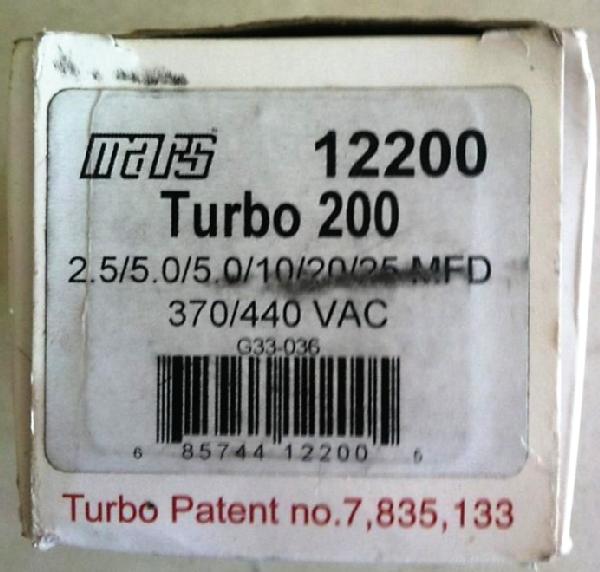 mars 12200
Turbo 200
2.5/5.0/5.0/10/20/25 MFD
370/440 VAC
G33-036
6 85744 12200 5
Turbo Patent no.7,835,133